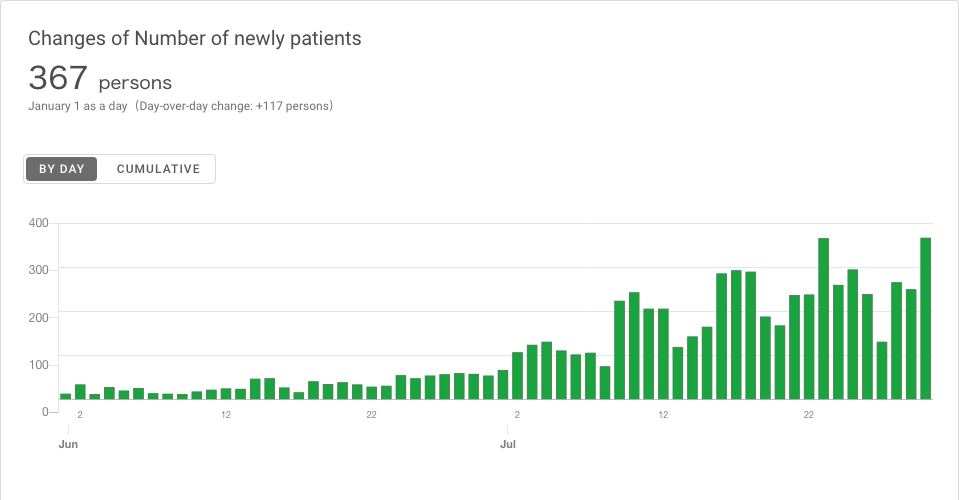 Changes of Number of newly patients
367 persons
January 1 as a day (Day-over-day change: +117 persons)
BY DAY CUMULATIVE
400
300
200
100
0
2 12 22 2 12 22
Jun Jul